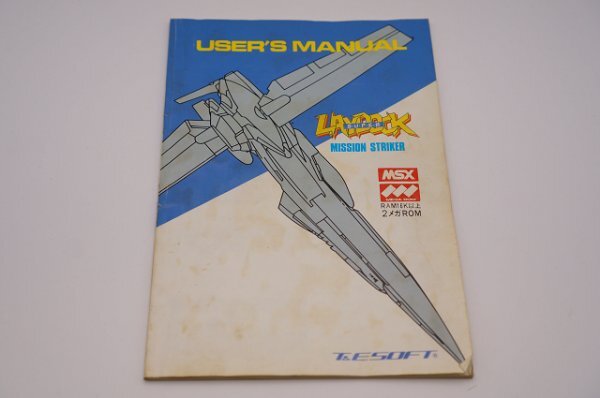 USER'S MANUAL
LAYDOCK
SUPER
MISSION STRIKER
MSX
RAM16K以上
2メガROM
T&ESOFT